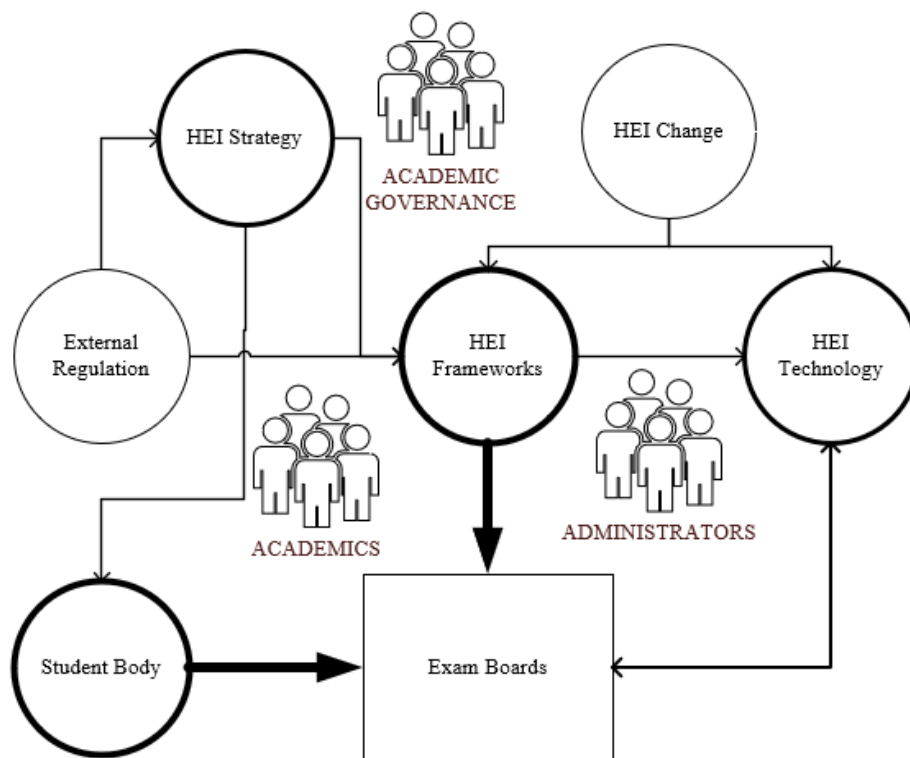 HEI Strategy
ACADEMIC
GOVERNANCE
HEI Change
External
Regulation
HEI
Frameworks
HEI
Technology
ACADEMICS
ADMINISTRATORS
Student Body
Exam Boards